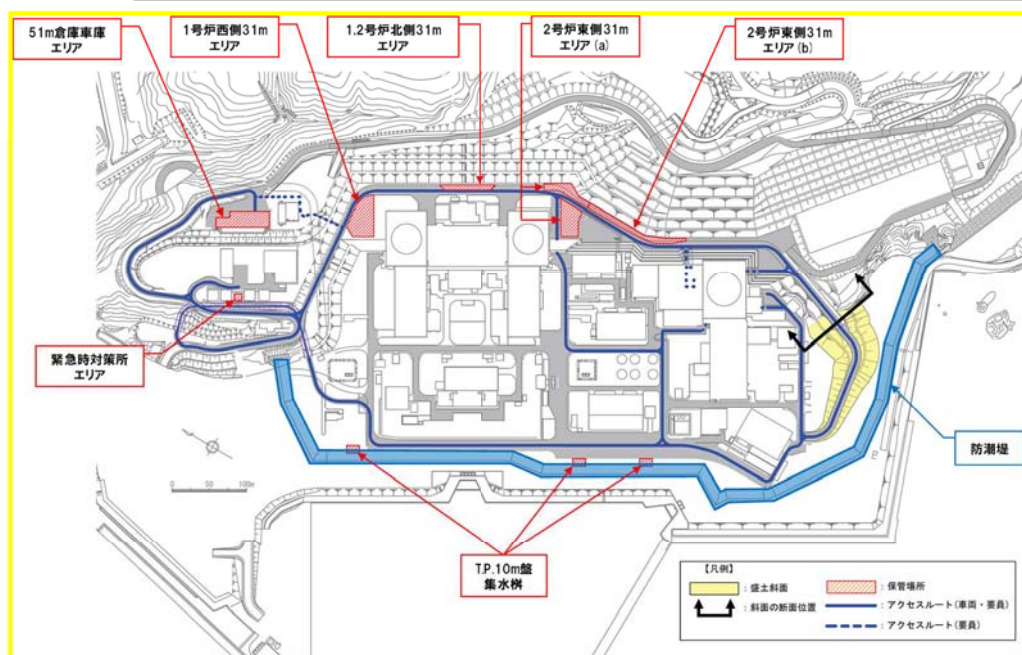 51m倉庫車庫
エリア
1号炉西側31m
エリア
1,2号炉北側31m
エリア
2号炉東側31m
エリア(a)
2号炉東側31m
エリア(b)
緊急時対策所
エリア
防潮堤
T.P.10m盤
集水桝
0 50 100m
【凡例】
:盛土斜面
:斜面の断面位置
:保管場所
:アクセスルート(車両・要員)
:アクセスルート(要員)